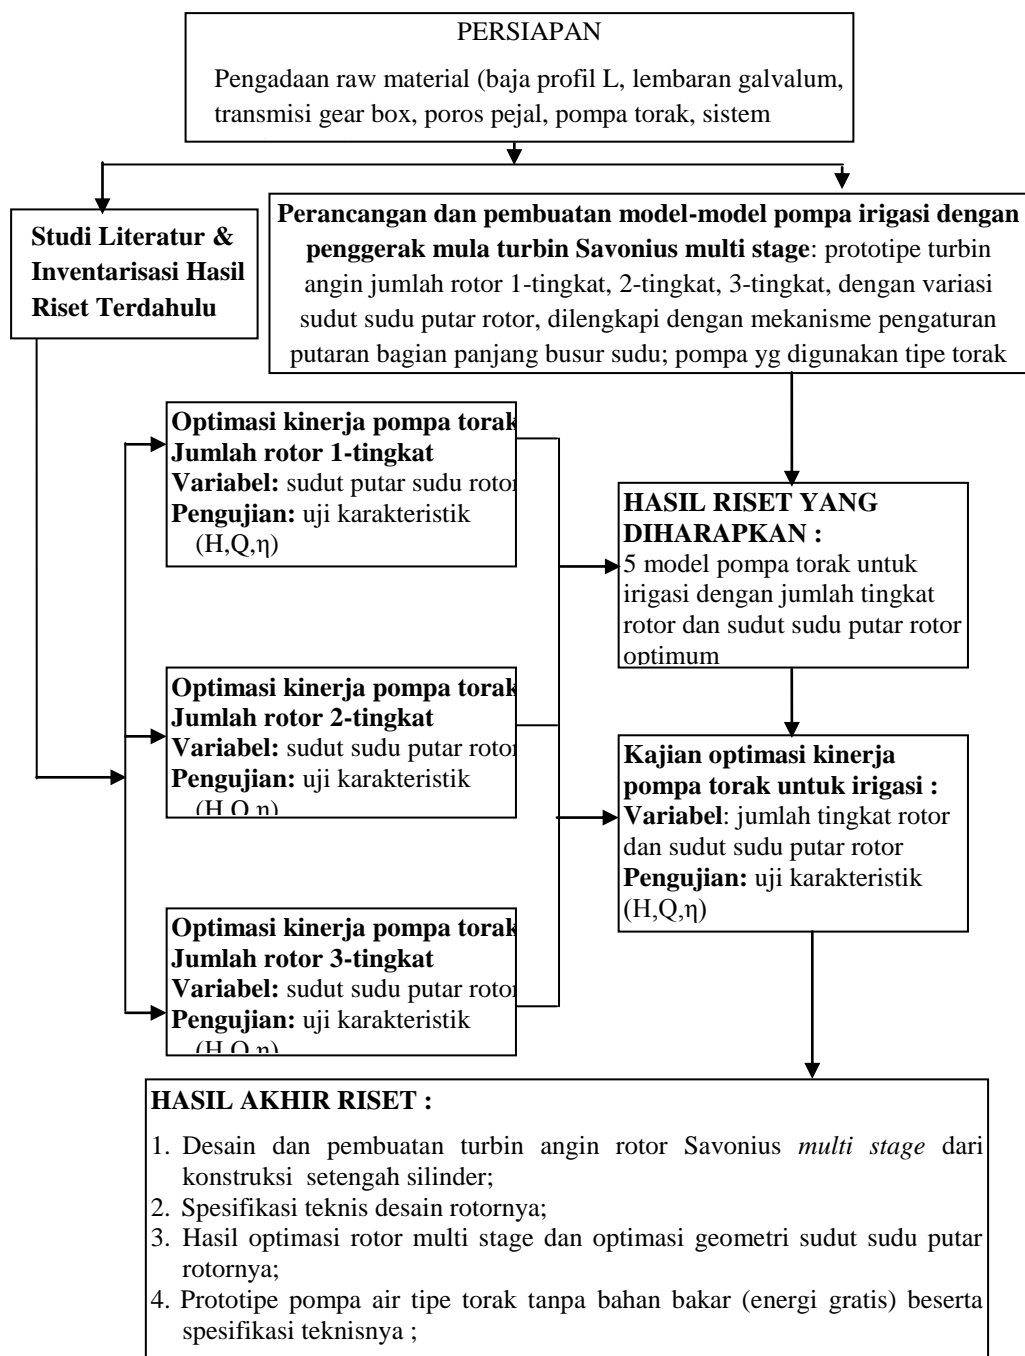 PERSIAPAN
Pengadaan raw material (baja profil L, lembaran galvalum,
transmisi gear box, poros pejal, pompa torak, sistem
Studi Literatur &
Inventarisasi Hasil
Riset Terdahulu
Perancangan dan pembuatan model-model pompa irigasi dengan
penggerak mula turbin Savonius multi stage: prototipe turbin
angin jumlah rotor 1-tingkat, 2-tingkat, 3-tingkat, dengan variasi
sudut sudu putar rotor, dilengkapi dengan mekanisme pengaturan
putaran bagian panjang busur sudu; pompa yg digunakan tipe torak
Optimasi kinerja pompa torak
Jumlah rotor 1-tingkat
Variabel: sudut putar sudu rotor
Pengujian: uji karakteristik
(H,Q,η)
Optimasi kinerja pompa torak
Jumlah rotor 2-tingkat
Variabel: sudut sudu putar rotor
Pengujian: uji karakteristik
(H,Q,η)
Optimasi kinerja pompa torak
Jumlah rotor 3-tingkat
Variabel: sudut sudu putar rotor
Pengujian: uji karakteristik
(H,Q,η)
HASIL RISET YANG
DIHARAPKAN :
5 model pompa torak untuk
irigasi dengan jumlah tingkat
rotor dan sudut sudu putar rotor
optimum
Kajian optimasi kinerja
pompa torak untuk irigasi :
Variabel: jumlah tingkat rotor
dan sudut sudu putar rotor
Pengujian: uji karakteristik
(H,Q,η)
HASIL AKHIR RISET :
1. Desain dan pembuatan turbin angin rotor Savonius multi stage dari
konstruksi setengah silinder;
2. Spesifikasi teknis desain rotornya;
3. Hasil optimasi rotor multi stage dan optimasi geometri sudut sudu putar
rotornya;
4. Prototipe pompa air tipe torak tanpa bahan bakar (energi gratis) beserta
spesifikasi teknisnya ;